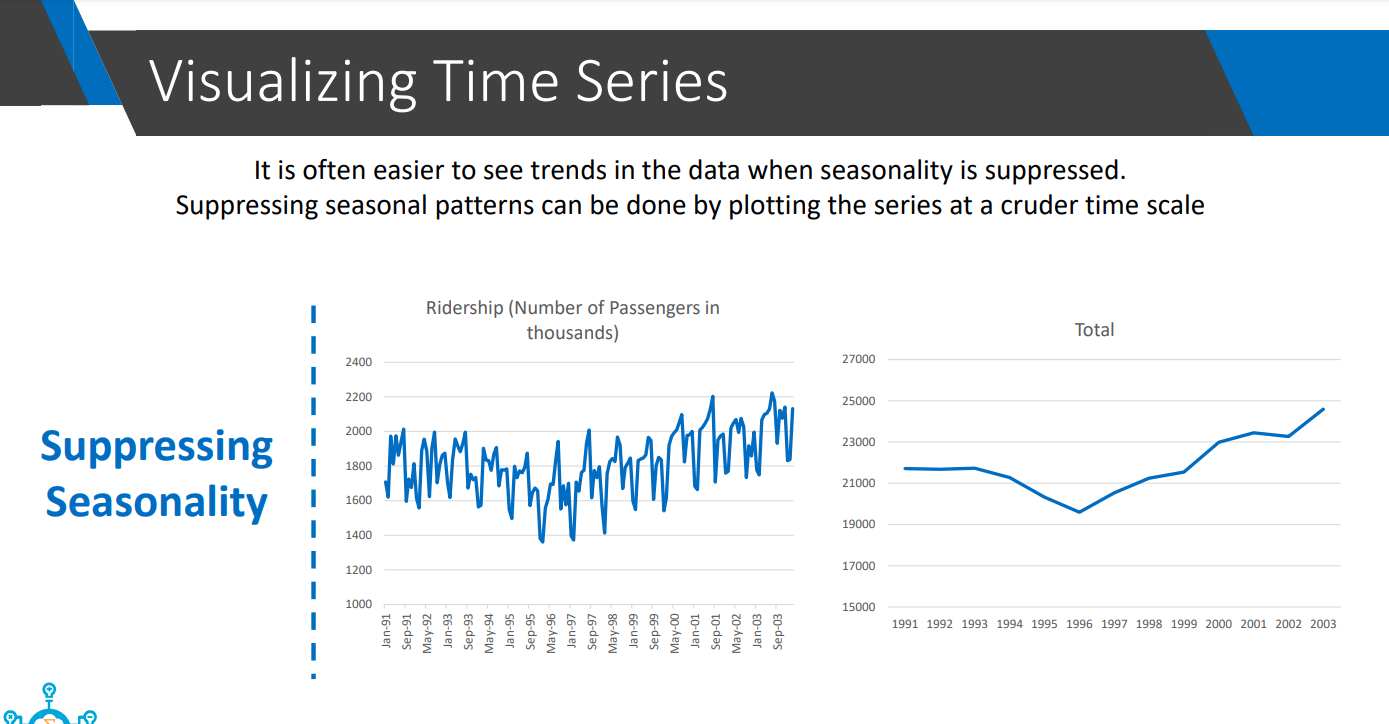 Visualizing Time Series
It is often easier to see trends in the data when seasonality is suppressed.
Suppressing seasonal patterns can be done by plotting the series at a cruder time scale
Suppressing
Seasonality
Ridership (Number of Passengers in
thousands)
2400
2200
2000
1800
1600
1400
1200
1000
Jan-91
Sep-91
May-92
Jan-93
Sep-93
May-94
Jan-95
Sep-95
May-96
Jan-97
Sep-97
May-98
Jan-99
Sep-99
May-00
Jan-01
Sep-01
May-02
Jan-03
Sep-03
Total
27000
25000
23000
21000
19000
17000
15000
1991 1992 1993 1994 1995 1996 1997 1998 1999 2000 2001 2002 2003